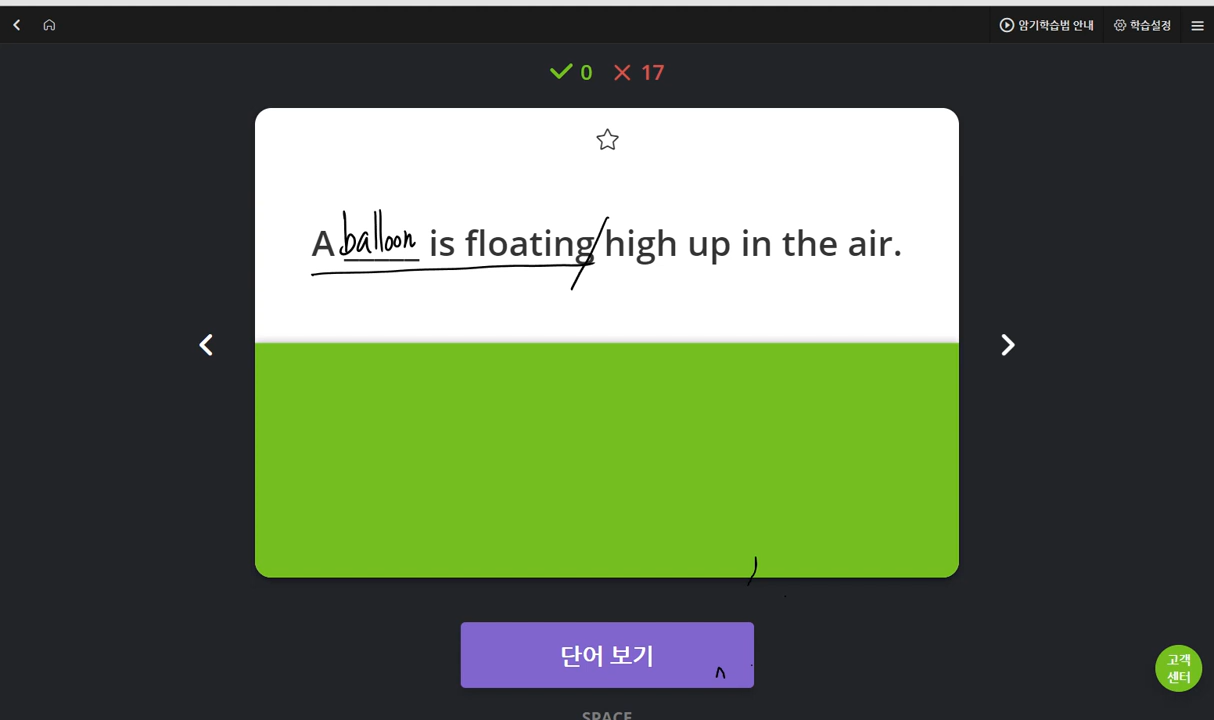 암기학습법 안내
학습설정
0 17
A balloon is floating high up in the air.
단어 보기
고객
센터
SPACE